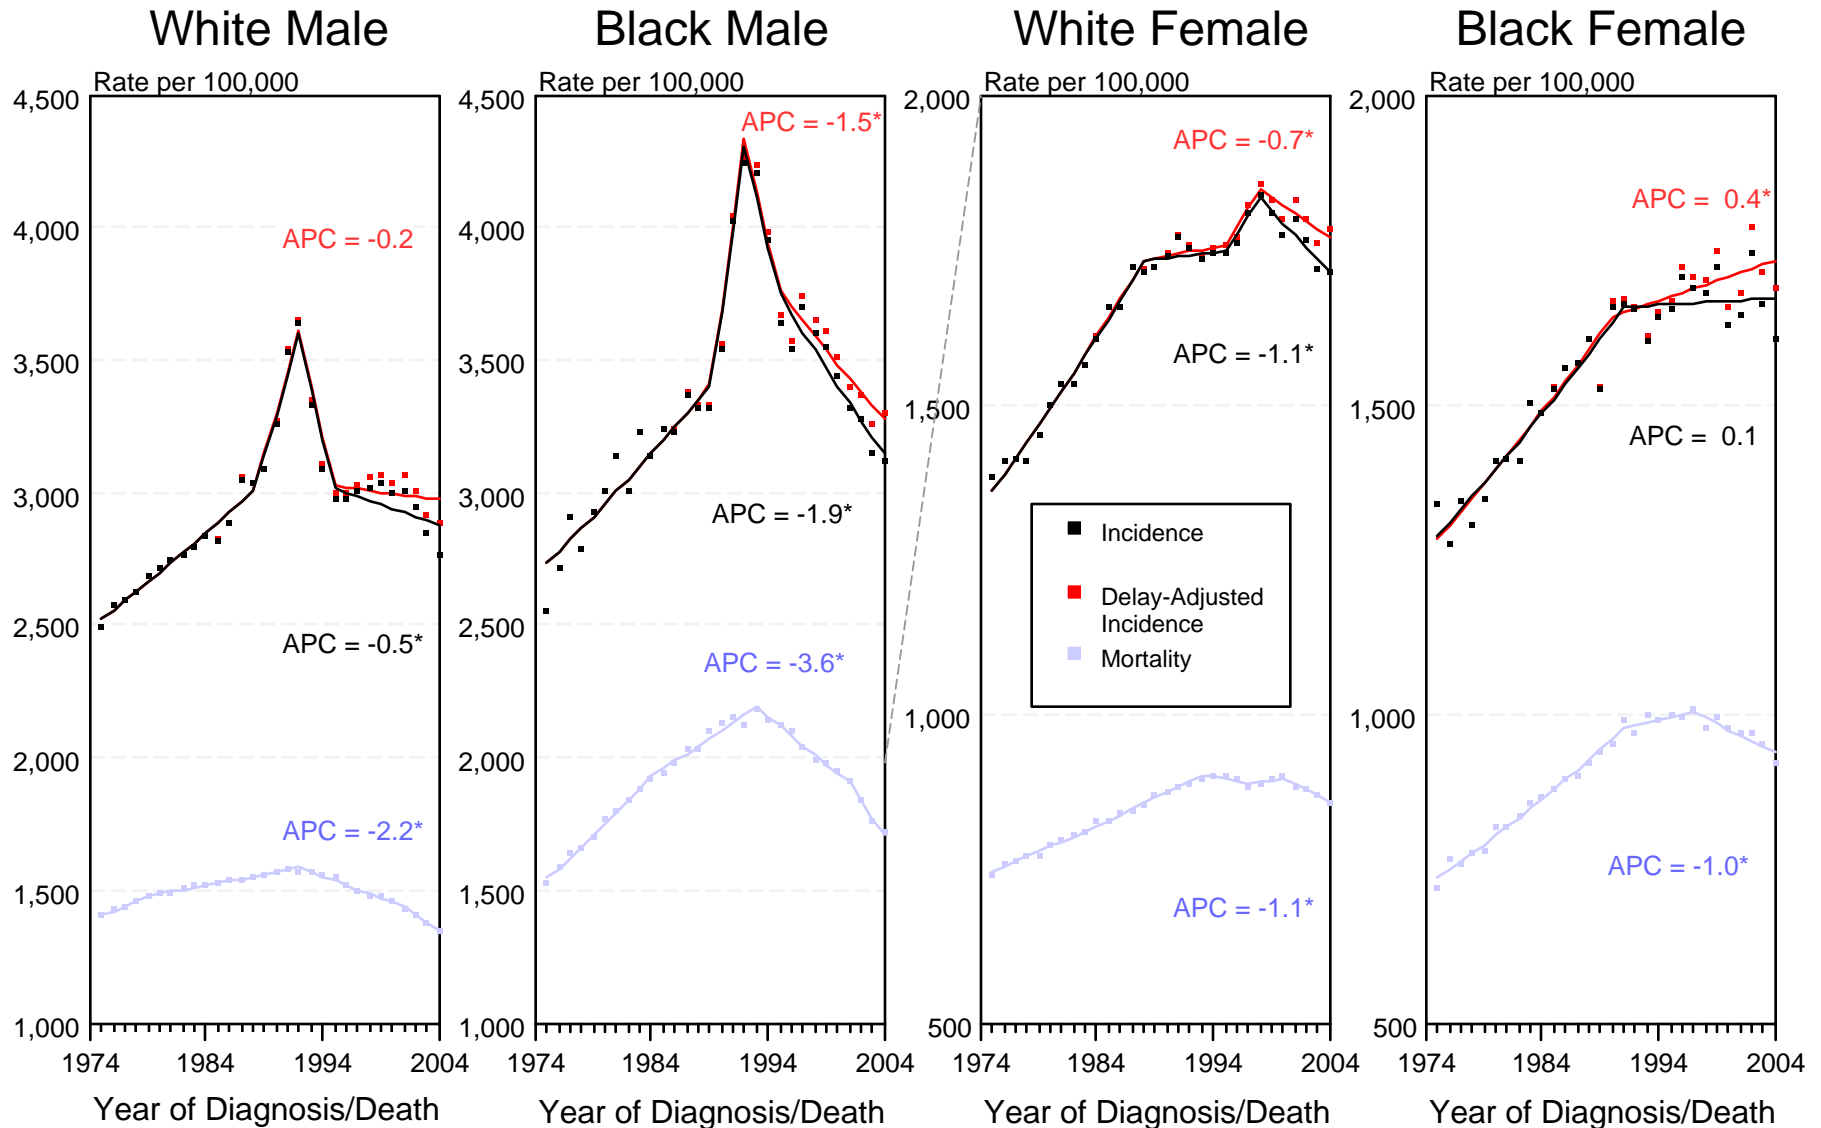 White Male
Black Male
White Female
Black Female
Rate per 100,000
Rate per 100,000
Rate per 100,000
Rate per 100,000
4,500
4,000
3,500
3,000
2,500
2,000
1,500
1,000
APC = -0.2
APC = -0.5*
APC = -2.2*
1974
1984
1994
2004
Year of Diagnosis/Death
4,500
4,000
3,500
3,000
2,500
2,000
1,500
1,000
APC = -1.5*
APC = -1.9*
APC = -3.6*
1974
1984
1994
2004
Year of Diagnosis/Death
2,000
1,500
1,000
500
APC = -0.7*
APC = -1.1*
Incidence
Delay-Adjusted
Incidence
Mortality
APC = -1.1*
1974
1984
1994
2004
Year of Diagnosis/Death
2,000
1,500
1,000
500
APC = 0.4*
APC = 0.1
APC = -1.0*
1974
1984
1994
2004
Year of Diagnosis/Death